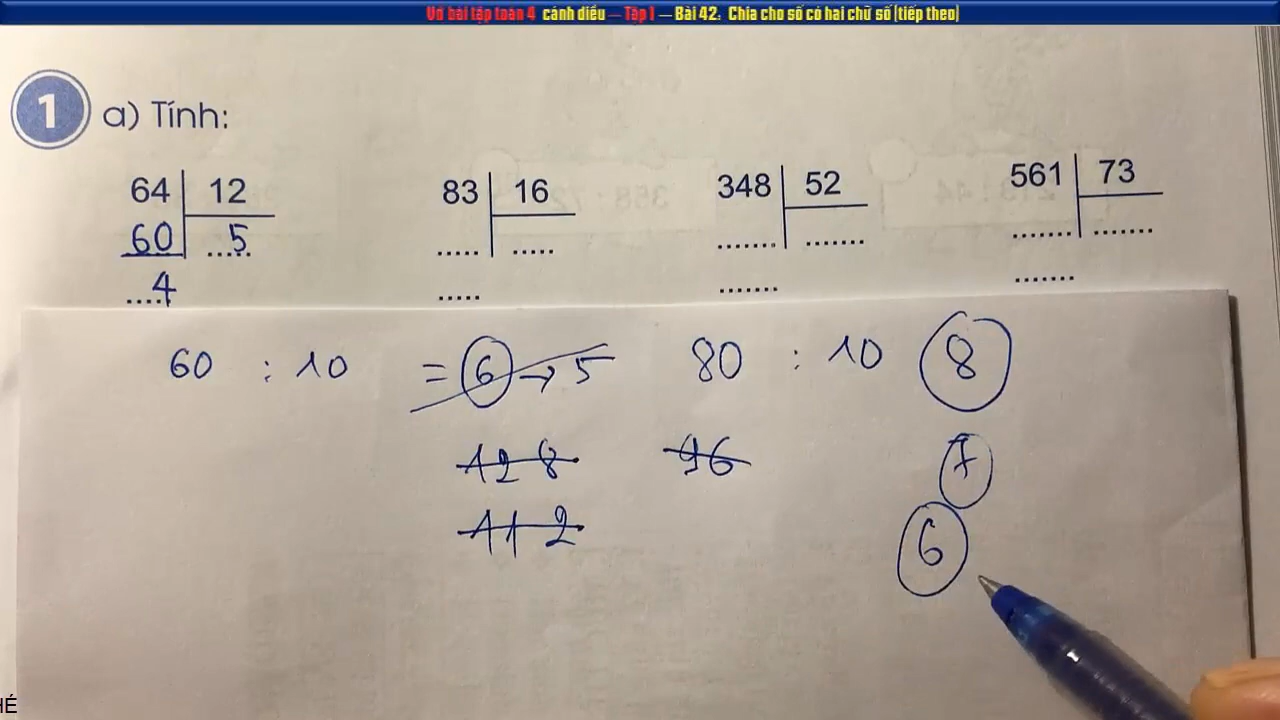 Vở bài tập toán 4 cánh diều – Tập 1 – Bài 42: Chia cho số có hai chữ số (tiếp theo)
1 a) Tính:
64 12 83 16 348 52 561 73
60 5 ..... ..... ....... ....... ....... .......
....4 ..... ....... .......
60 : 10 = 6 → 5 80 : 10 8
128 96 7
112 6
HÉ